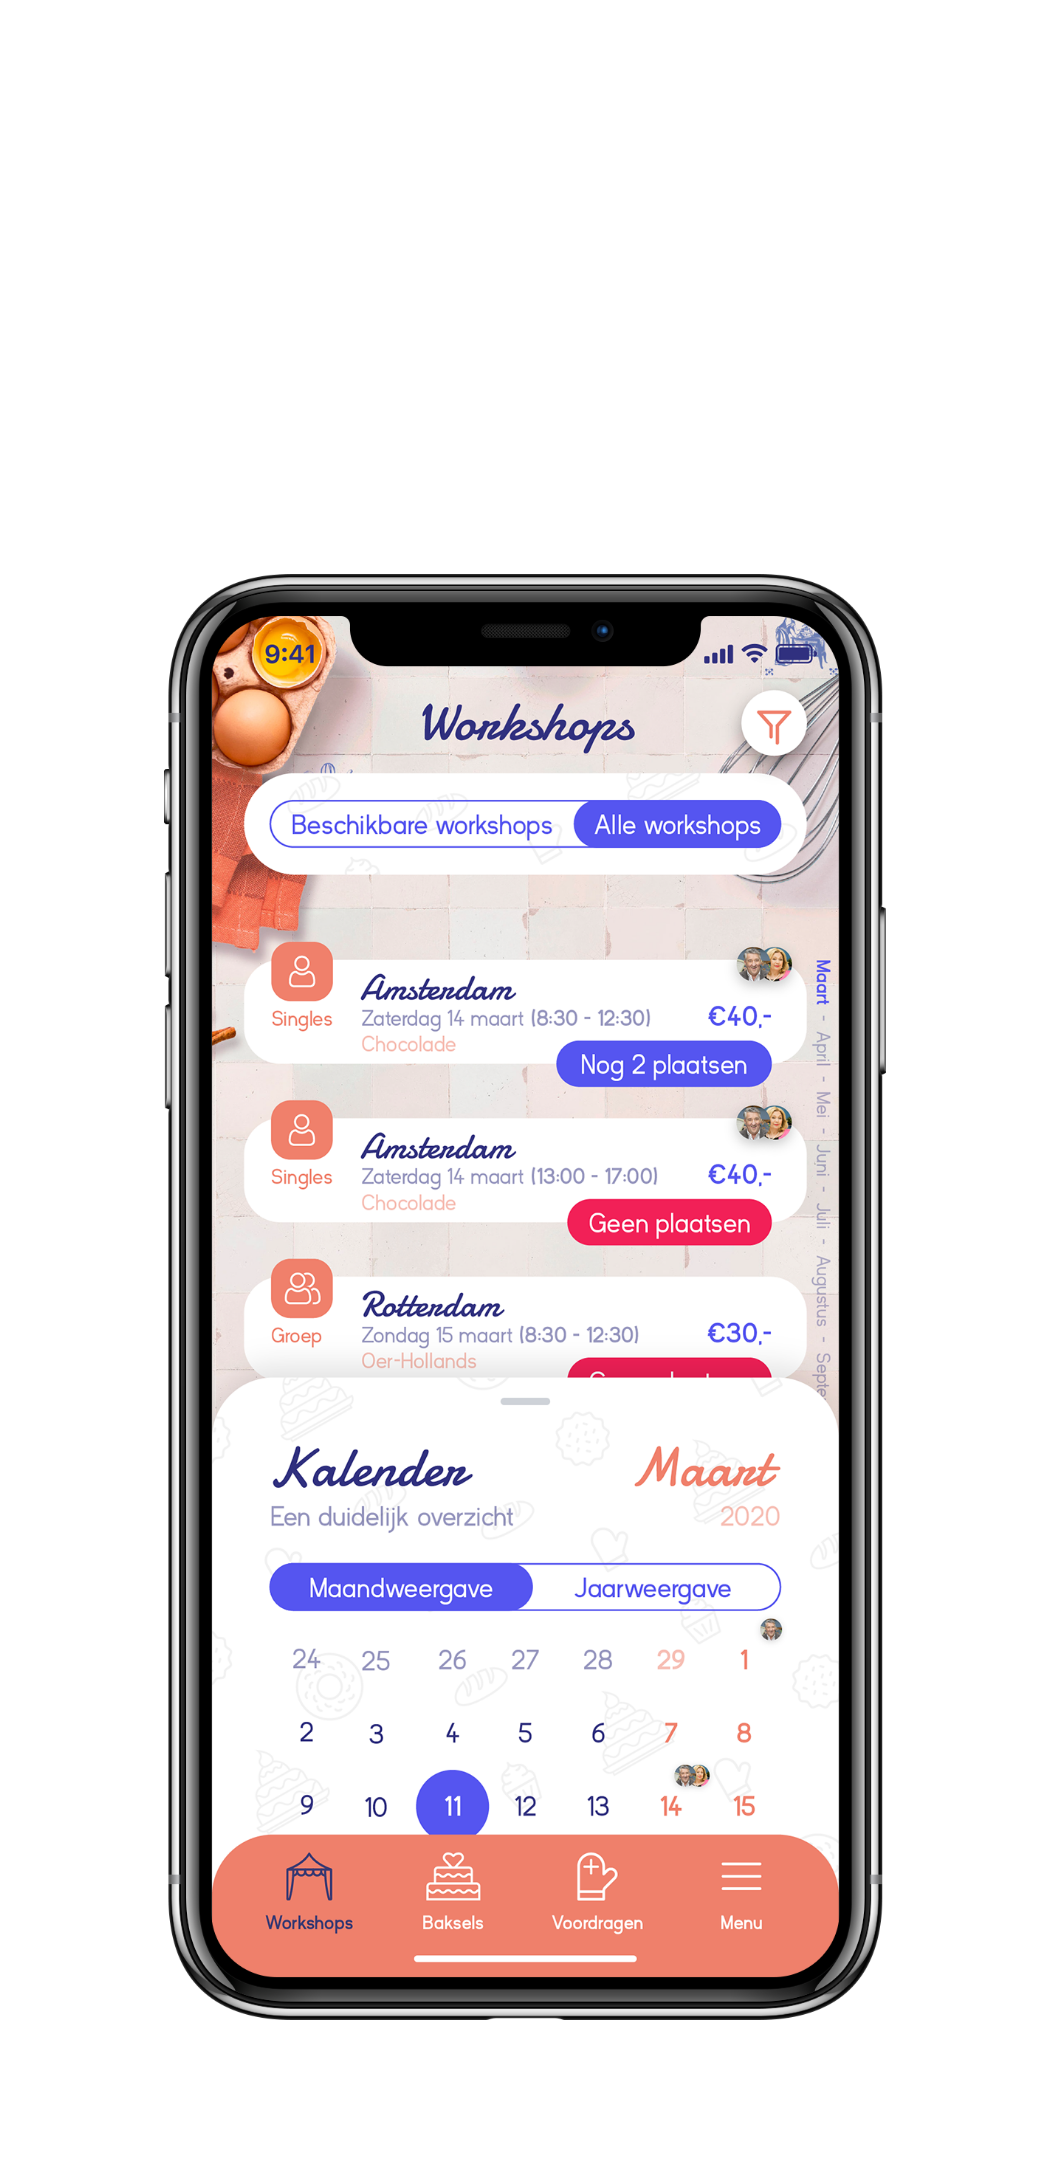 9:41
Workshops
Beschikbare workshops Alle workshops
Amsterdam
Singles Zaterdag 14 maart (8:30 - 12:30) €40,-
Chocolade
Nog 2 plaatsen
Amsterdam
Singles Zaterdag 14 maart (13:00 - 17:00) €40,-
Chocolade
Geen plaatsen
Rotterdam
Groep Zondag 15 maart (8:30 - 12:30) €30,-
Oer-Hollands
Maart - April - Mei - Juni - Juli - Augustus - Septe
Kalender Maart
Een duidelijk overzicht 2020
Maandweergave Jaarweergave
24 25 26 27 28 29 1
2 3 4 5 6 7 8
9 10 11 12 13 14 15
Workshops Baksels Voordragen Menu